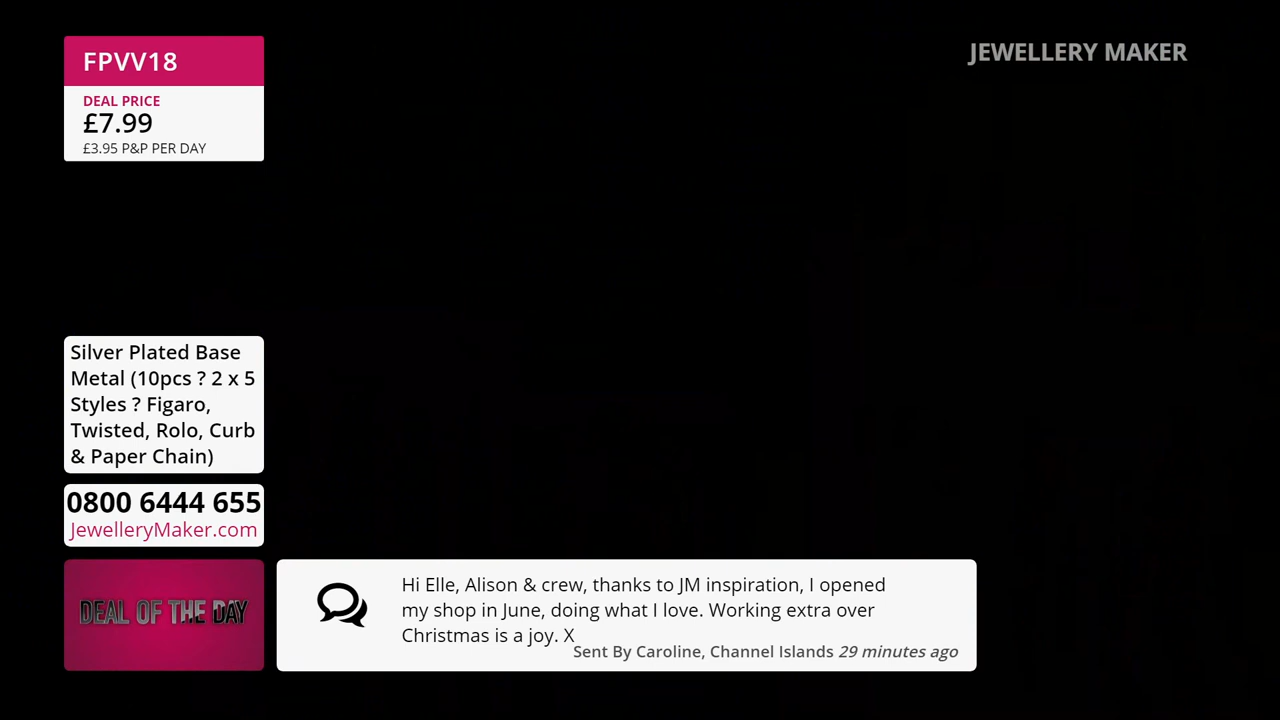 FPVV18
DEAL PRICE
£7.99
£3.95 P&P PER DAY
JEWELLERY MAKER
Silver Plated Base
Metal (10pcs ? 2 x 5
Styles ? Figaro,
Twisted, Rolo, Curb
& Paper Chain)
0800 6444 655
JewelleryMaker.com
DEAL OF THE DAY
Hi Elle, Alison & crew, thanks to JM inspiration, I opened
my shop in June, doing what I love. Working extra over
Christmas is a joy. X
Sent By Caroline, Channel Islands 29 minutes ago